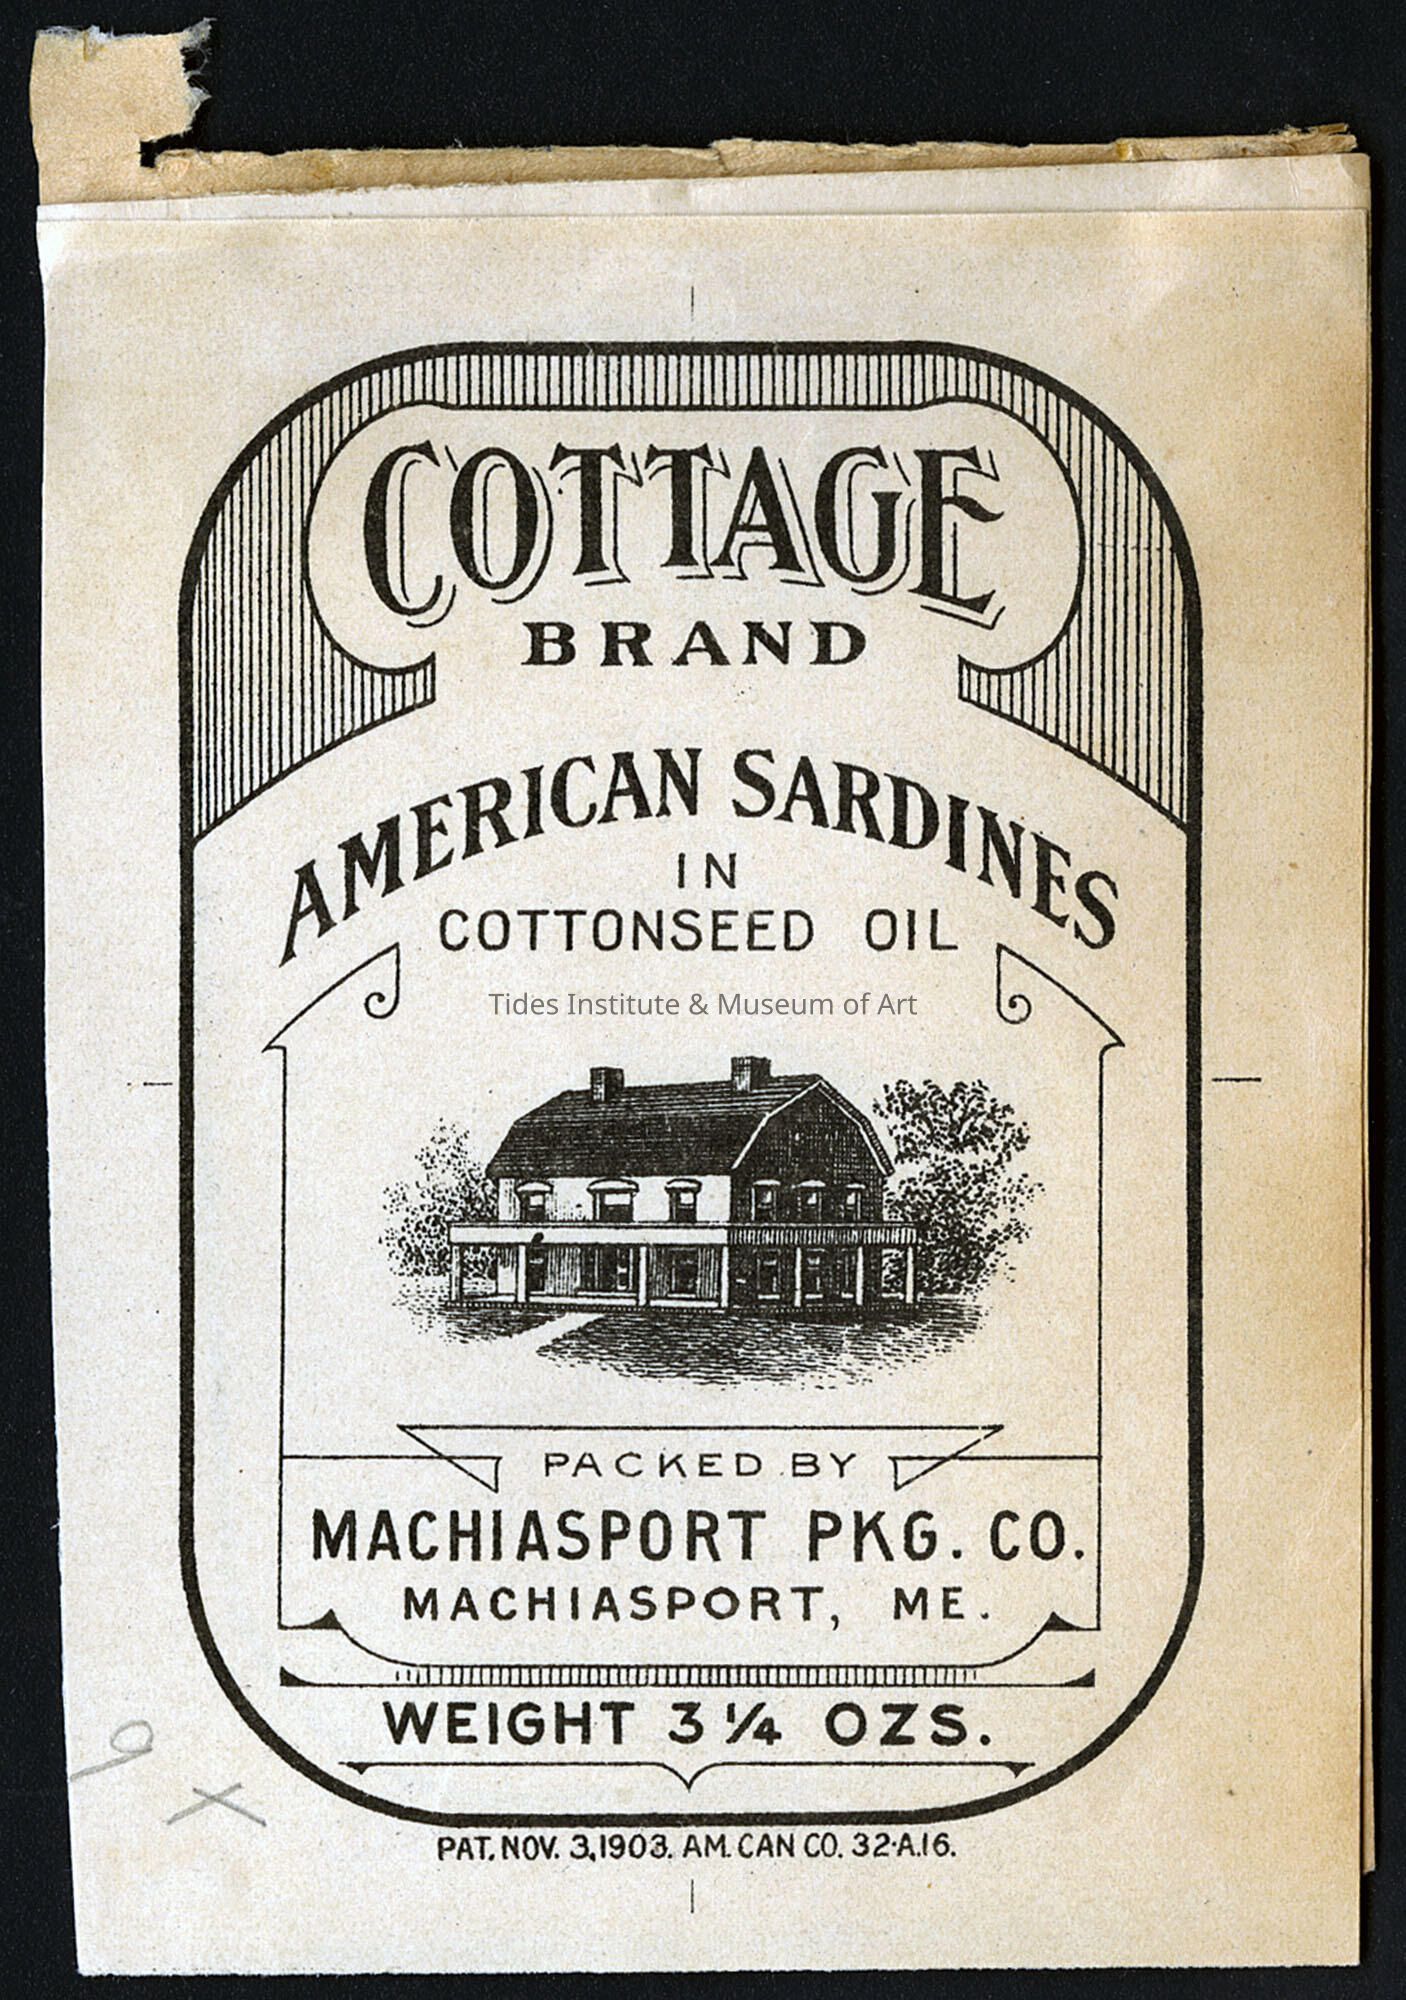 COTTAGE
BRAND
AMERICAN SARDINES
IN
COTTONSEED OIL
Tides Institute & Museum of Art
PACKED BY
MACHIASPORT PKG. CO.
MACHIASPORT, ME.
WEIGHT 3 1/4 OZS.
9
X
PAT. NOV. 3, 1903. AM. CAN CO. 32·A.16.